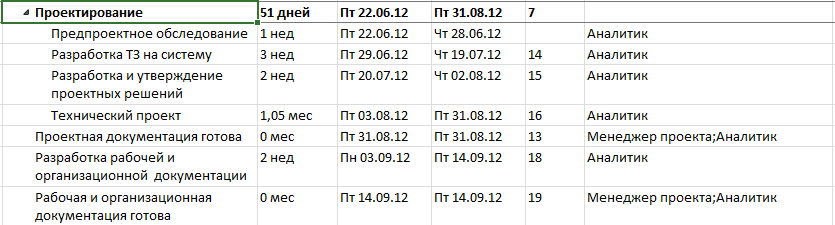 Проектирование 51 дней Пт 22.06.12 Пт 31.08.12 7
Предпроектное обследование 1 нед Пт 22.06.12 Чт 28.06.12 Аналитик
Разработка ТЗ на систему 3 нед Пт 29.06.12 Чт 19.07.12 14 Аналитик
Разработка и утверждение 2 нед Пт 20.07.12 Чт 02.08.12 15 Аналитик
проектных решений
Технический проект 1,05 мес Пт 03.08.12 Пт 31.08.12 16 Аналитик
Проектная документация готова 0 мес Пт 31.08.12 Пт 31.08.12 13 Менеджер проекта;Аналитик
Разработка рабочей и 2 нед Пн 03.09.12 Пт 14.09.12 18 Аналитик
организационной документации
Рабочая и организационная 0 мес Пт 14.09.12 Пт 14.09.12 19 Менеджер проекта;Аналитик
документация готова